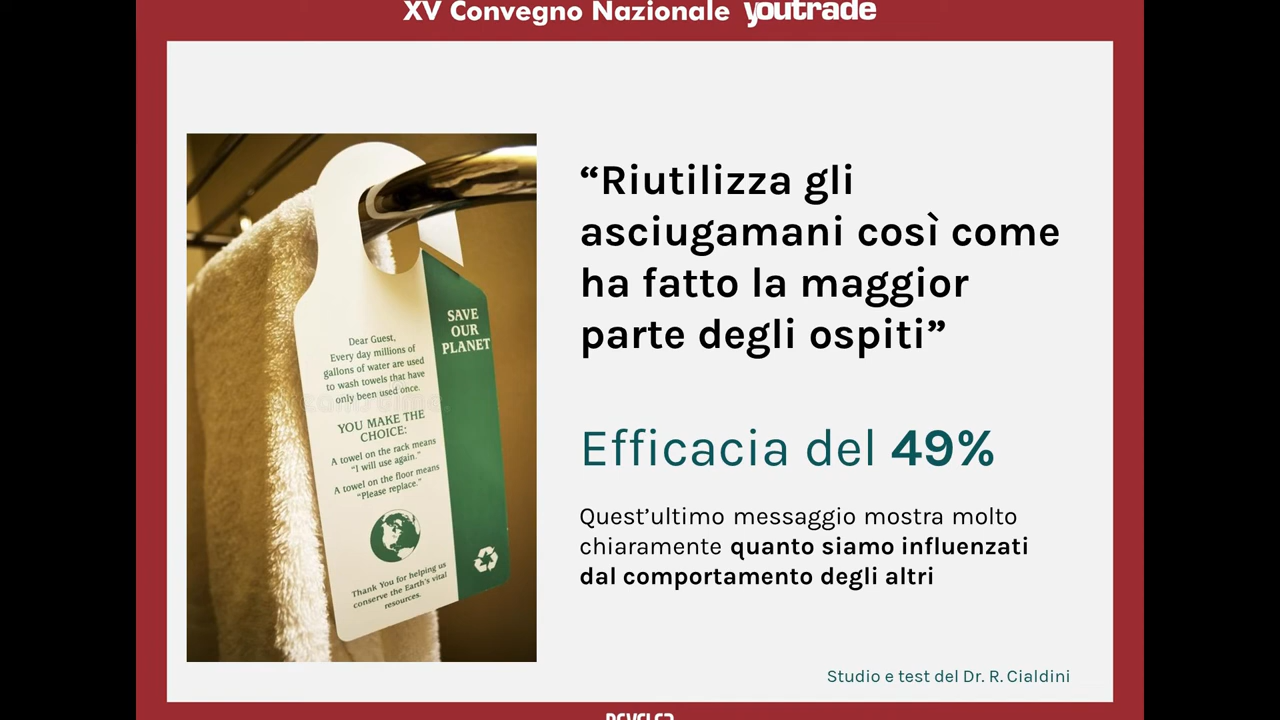 XV Convegno Nazionale youtrade
“Riutilizza gli
asciugamani così come
ha fatto la maggior
parte degli ospiti”
Efficacia del 49%
Quest’ultimo messaggio mostra molto
chiaramente quanto siamo influenzati
dal comportamento degli altri
Studio e test del Dr. R. Cialdini
Dear Guest,
Every day millions of
gallons of water are used
to wash towels that have
only been used once.
YOU MAKE THE
CHOICE:
A towel on the rack means
“I will use again.”
A towel on the floor means
“Please replace.”
Thank You for helping us
conserve the Earth’s vital
resources.
SAVE
OUR
PLANET